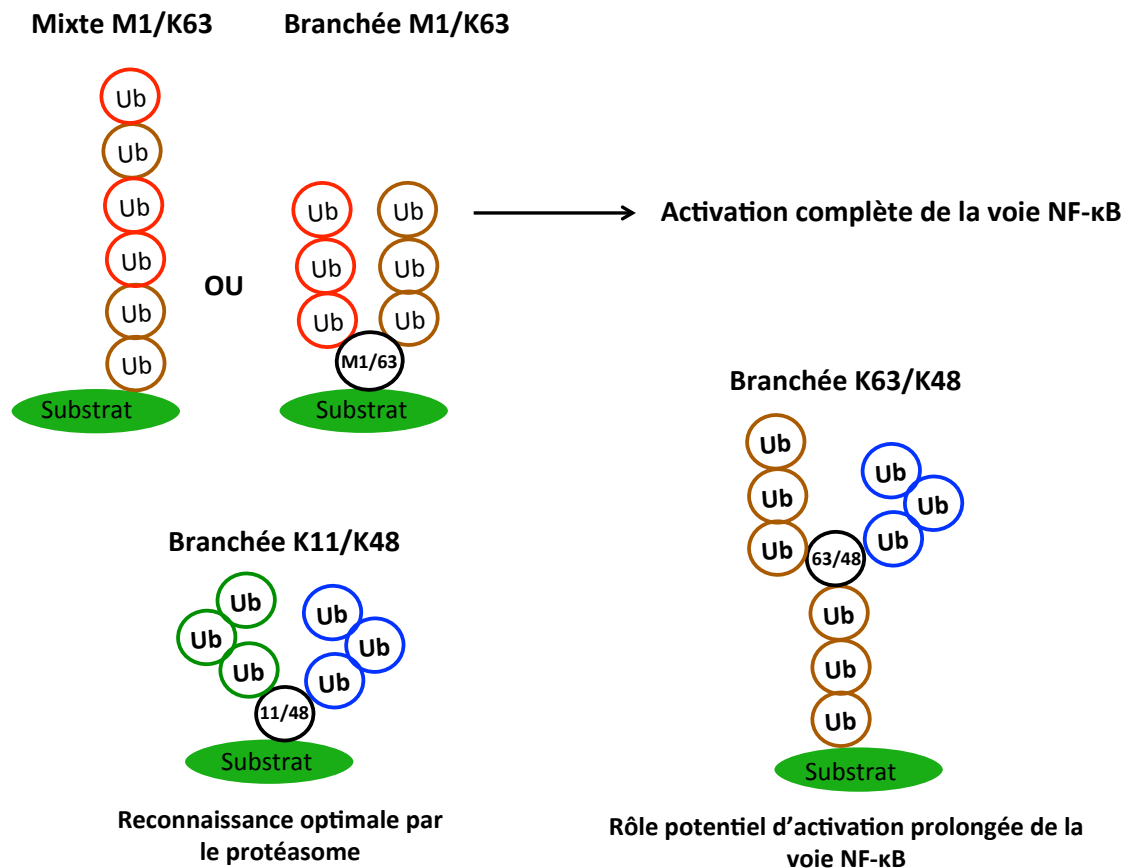 Mixte M1/K63
Ub
Ub
Ub
Ub
Ub
Ub
Substrat
OU
Branchée M1/K63
Ub
Ub
Ub
Ub
Ub
Ub
M1/63
Substrat
Activation complète de la voie NF-κB
Branchée K11/K48
Ub
Ub
Ub
Ub
Ub
Ub
11/48
Substrat
Reconnaissance optimale par
le protéasome
Branchée K63/K48
Ub
Ub
Ub
Ub
Ub
Ub
63/48
Ub
Ub
Ub
Substrat
Rôle potentiel d’activation prolongée de la
voie NF-κB